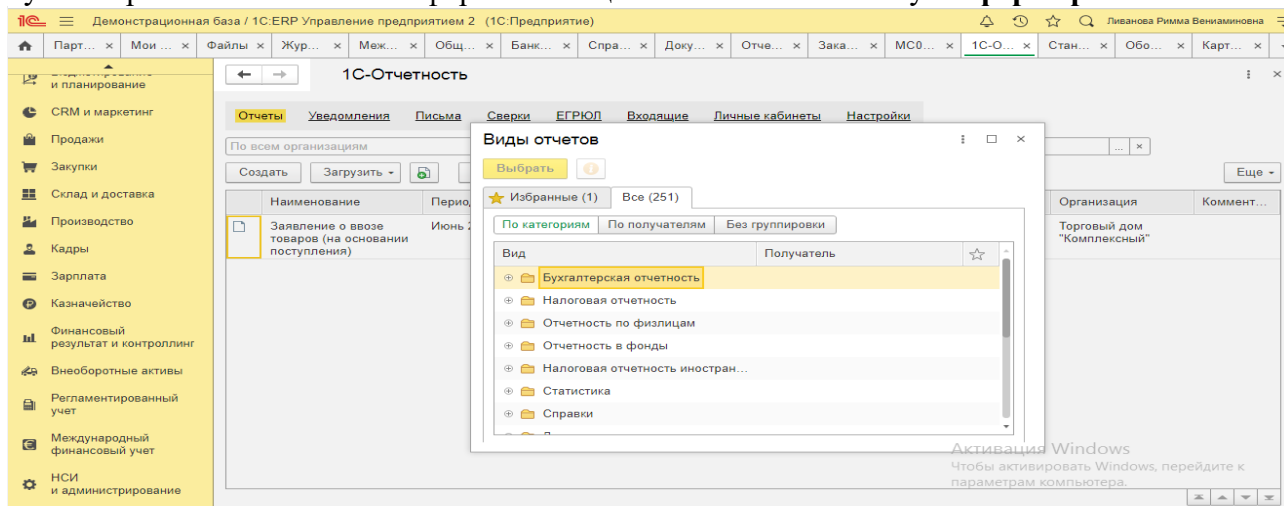 Демонстрационная база / 1С:ERP Управление предприятием 2 (1С:Предприятие)
Ливанова Римма Вениаминовна
Парт... × Мои ... × Файлы × Жур... × Меж... × Общ... × Банк... × Спра... × Доку... × Отче... × Зака... × МС0... × 1С-О... × Стан... × Обо... × Карт... ×
и планирование
CRM и маркетинг
Продажи
Закупки
Склад и доставка
Производство
Кадры
Зарплата
Казначейство
Финансовый
результат и контроллинг
Внеоборотные активы
Регламентированный
учет
Международный
финансовый учет
НСИ
и администрирование
1С-Отчетность
Отчеты Уведомления Письма Сверки ЕГРЮЛ Входящие Личные кабинеты Настройки
По всем организациям
Создать Загрузить
Еще
Наименование Перио
Организация Коммент...
Заявление о ввозе
товаров (на основании
поступления)
Июнь
Торговый дом
"Комплексный"
Виды отчетов
Выбрать
Избранные (1) Все (251)
По категориям По получателям Без группировки
Вид Получатель
Бухгалтерская отчетность
Налоговая отчетность
Отчетность по физлицам
Отчетность в фонды
Налоговая отчетность иностран...
Статистика
Справки
Активация Windows
Чтобы активировать Windows, перейдите к
параметрам компьютера.